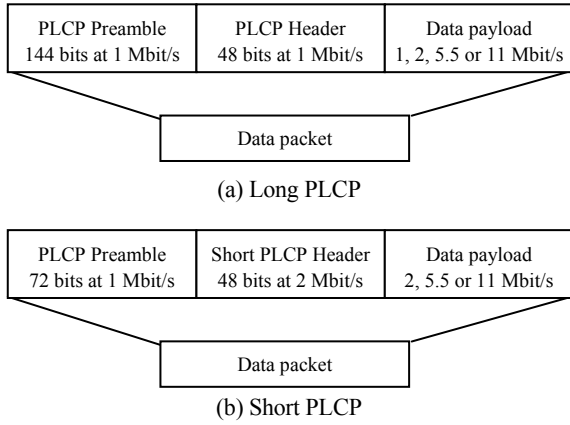 PLCP Preamble
144 bits at 1 Mbit/s
PLCP Header
48 bits at 1 Mbit/s
Data payload
1, 2, 5.5 or 11 Mbit/s
Data packet
(a) Long PLCP
PLCP Preamble
72 bits at 1 Mbit/s
Short PLCP Header
48 bits at 2 Mbit/s
Data payload
2, 5.5 or 11 Mbit/s
Data packet
(b) Short PLCP